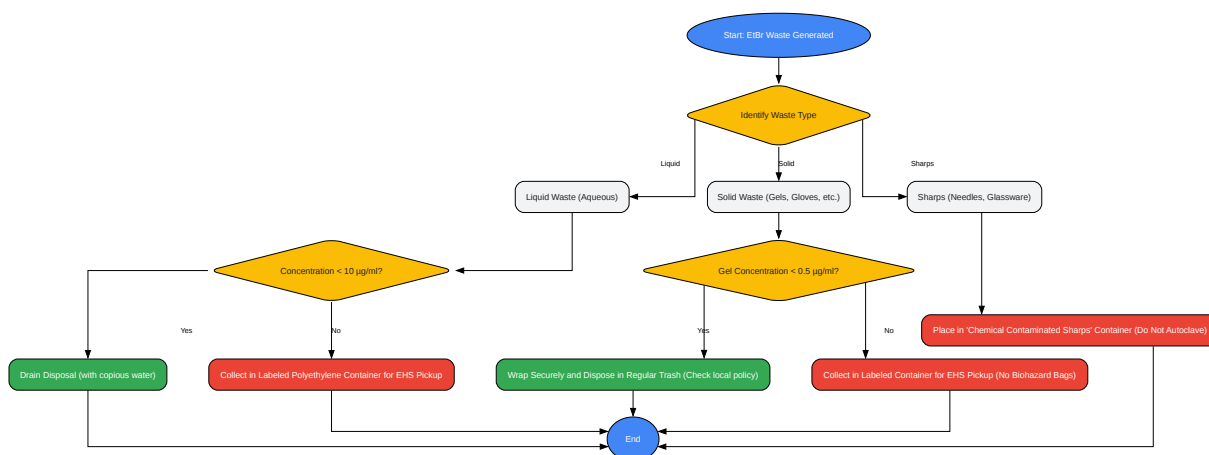 Start: EtBr Waste Generated
Identify Waste Type
Liquid
Solid
Sharps
Liquid Waste (Aqueous)
Solid Waste (Gels, Gloves, etc.)
Sharps (Needles, Glassware)
Concentration < 10 µg/ml?
Gel Concentration < 0.5 µg/ml?
Yes
No
Yes
No
Place in 'Chemical Contaminated Sharps' Container (Do Not Autoclave)
Drain Disposal (with copious water)
Collect in Labeled Polyethylene Container for EHS Pickup
Wrap Securely and Dispose in Regular Trash (Check local policy)
Collect in Labeled Container for EHS Pickup (No Biohazard Bags)
End